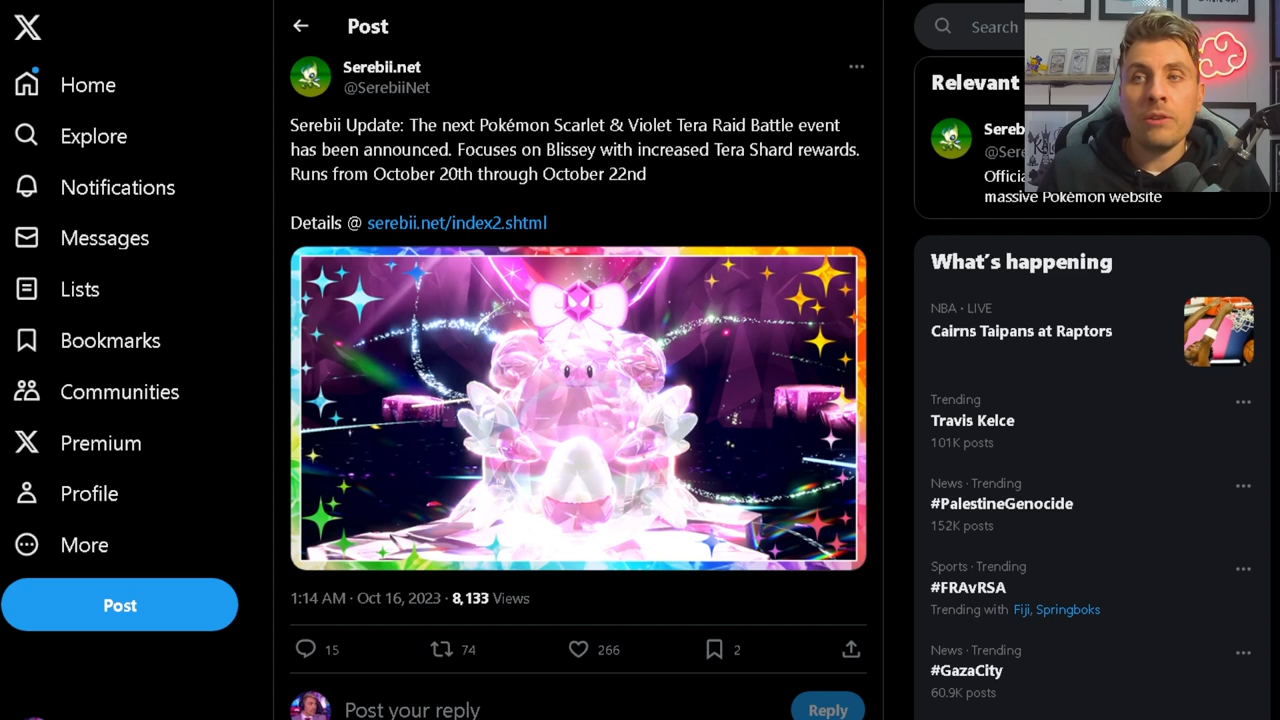 Home
Explore
Notifications
Messages
Lists
Bookmarks
Communities
Premium
Profile
More
Post
Post
Serebii.net
@SerebiiNet
Serebii Update: The next Pokémon Scarlet & Violet Tera Raid Battle event
has been announced. Focuses on Blissey with increased Tera Shard rewards.
Runs from October 20th through October 22nd
Details @ serebii.net/index2.shtml
1:14 AM · Oct 16, 2023 · 8,133 Views
15 74 266 2
Post your reply
Reply
Search
Relevant
Sereb
@Sere
Officia
massive Pokémon website
What's happening
NBA · LIVE
Cairns Taipans at Raptors
Trending
Travis Kelce
101K posts
News · Trending
#PalestineGenocide
152K posts
Sports · Trending
#FRAvRSA
Trending with Fiji, Springboks
News · Trending
#GazaCity
60.9K posts